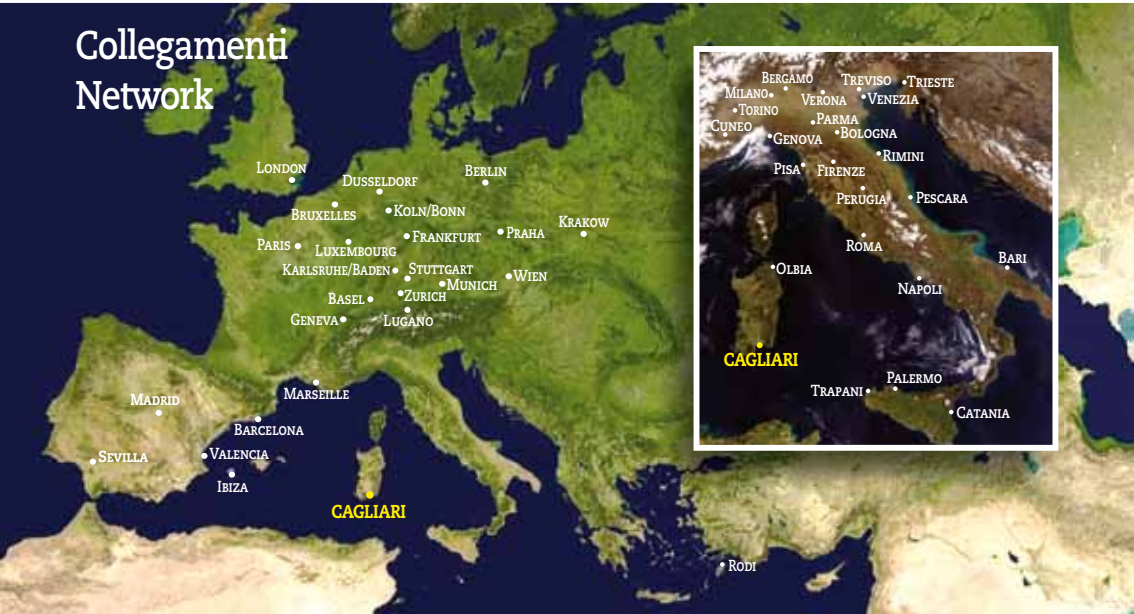 Collegamenti
Network
London
Dusseldorf
Berlin
Bruxelles
Koln/Bonn
Krakow
Paris
Luxembourg
Frankfurt
Praha
Karlsruhe/Baden
Stuttgart
Munich
Wien
Basel
Zurich
Geneva
Lugano
Marseille
Madrid
Barcelona
Sevilla
Valencia
Ibiza
CAGLIARI
Rodi
Bergamo
Treviso
Trieste
Milano
Verona
Venezia
Torino
Parma
Cuneo
Genova
Bologna
Rimini
Pisa
Firenze
Perugia
Pescara
Roma
Bari
Olbia
Napoli
CAGLIARI
Palermo
Trapani
Catania